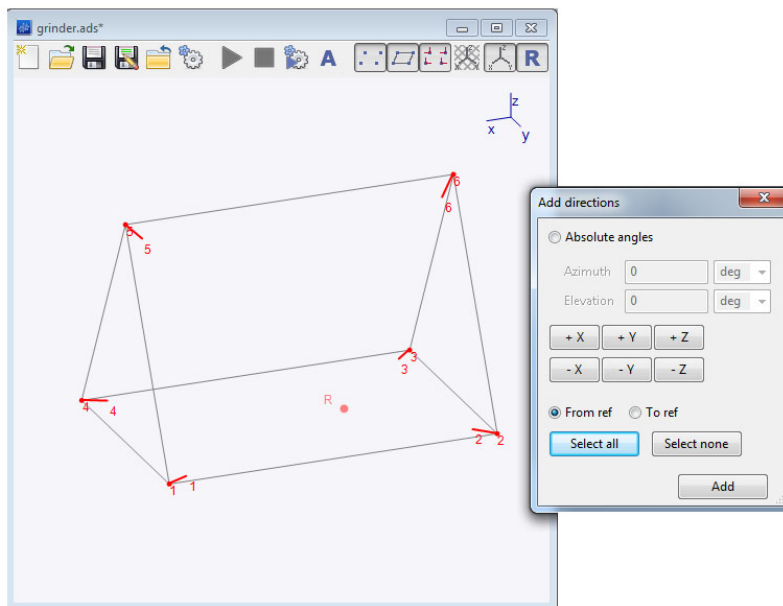 grinder.ads*
A R
z
x
y
6
6
5
5
3
3
4
4
R
2 2
1 1
Add directions
Absolute angles
Azimuth 0 deg
Elevation 0 deg
+ X + Y + Z
- X - Y - Z
From ref To ref
Select all Select none
Add